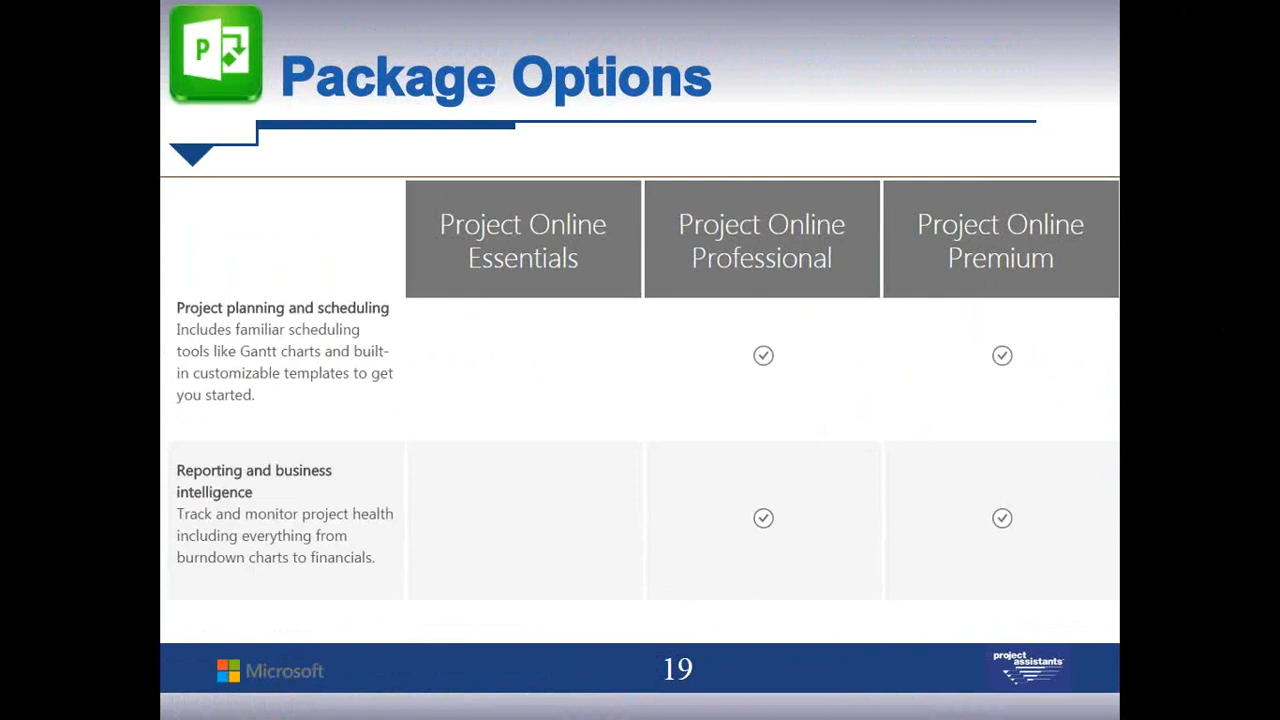 P
Package Options
Project Online
Essentials
Project Online
Professional
Project Online
Premium
Project planning and scheduling
Includes familiar scheduling
tools like Gantt charts and built-
in customizable templates to get
you started.
Reporting and business
intelligence
Track and monitor project health
including everything from
burndown charts to financials.
Microsoft
19
project
assistants